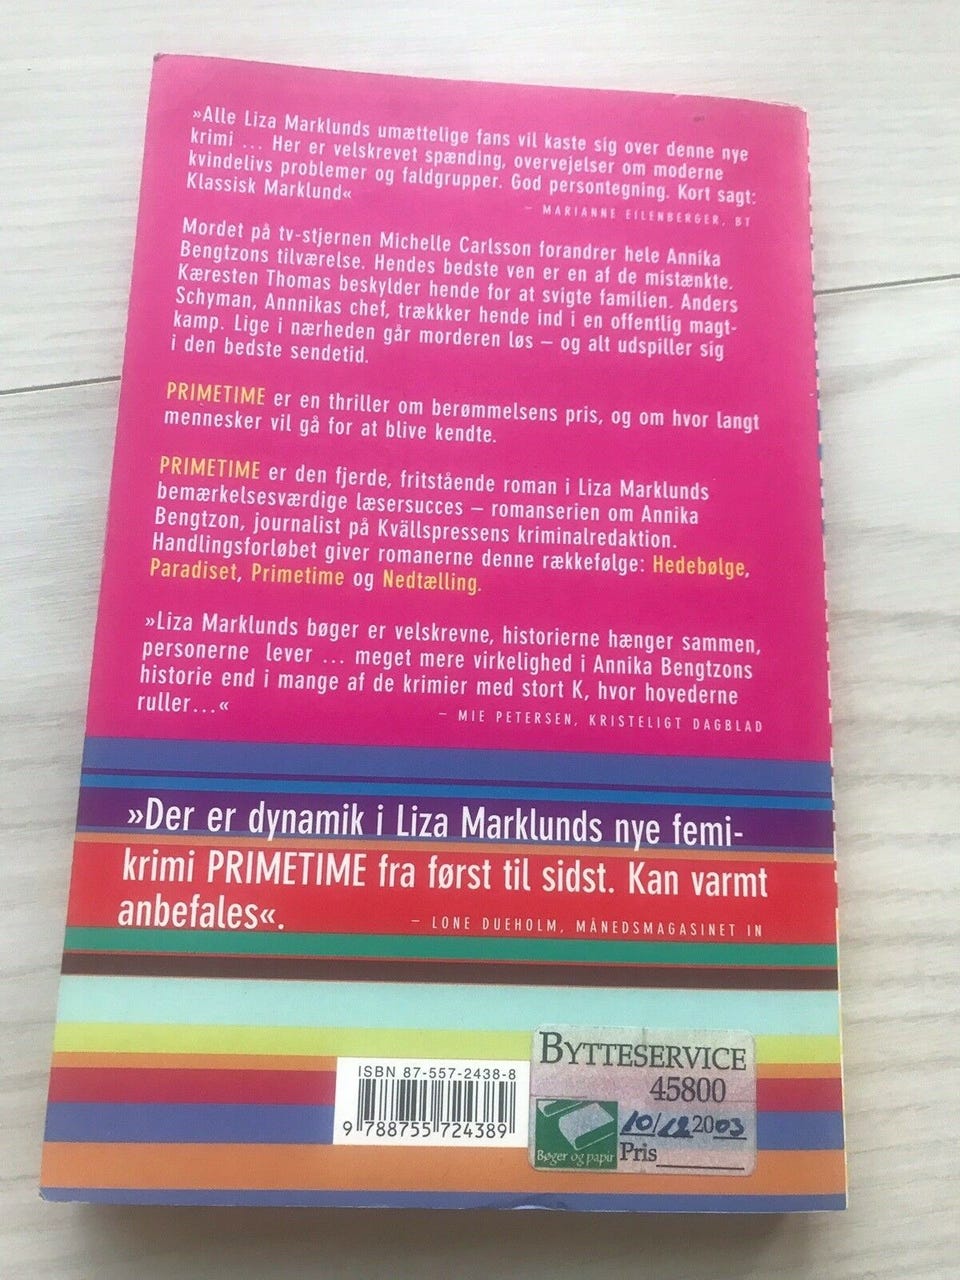 »Alle Liza Marklunds umættelige fans vil kaste sig over denne nye
krimi ... Her er velskrevet spænding, overvejelser om moderne
kvindelivs problemer og faldgrupper. God persontegning. Kort sagt:
Klassisk Marklund«
– MARIANNE EILENBERGER, BT
Mordet på tv-stjernen Michelle Carlsson forandrer hele Annika
Bengtzons tilværelse. Hendes bedste ven er en af de mistænkte.
Kæresten Thomas beskylder hende for at svigte familien. Anders
Schyman, Annnikas chef, trækkker hende ind i en offentlig magt-
kamp. Lige i nærheden går morderen løs – og alt udspiller sig
i den bedste sendetid.
PRIMETIME er en thriller om berømmelsens pris, og om hvor langt
mennesker vil gå for at blive kendte.
PRIMETIME er den fjerde, fritstående roman i Liza Marklunds
bemærkelsesværdige læsersucces – romanserien om Annika
Bengtzon, journalist på Kvällspressens kriminalredaktion.
Handlingsforløbet giver romanerne denne rækkefølge: Hedebølge,
Paradiset, Primetime og Nedtælling.
»Liza Marklunds bøger er velskrevne, historierne hænger sammen,
personerne lever ... meget mere virkelighed i Annika Bengtzons
historie end i mange af de krimier med stort K, hvor hovederne
ruller...«
– MIE PETERSEN, KRISTELIGT DAGBLAD
»Der er dynamik i Liza Marklunds nye femi-
krimi PRIMETIME fra først til sidst. Kan varmt
anbefales«.
– LONE DUEHOLM, MÅNEDSMAGASINET IN
ISBN 87-557-2438-8
9 788755 724389
BYTTESERVICE
45800
10/12 2003
Bøger og papir
Pris